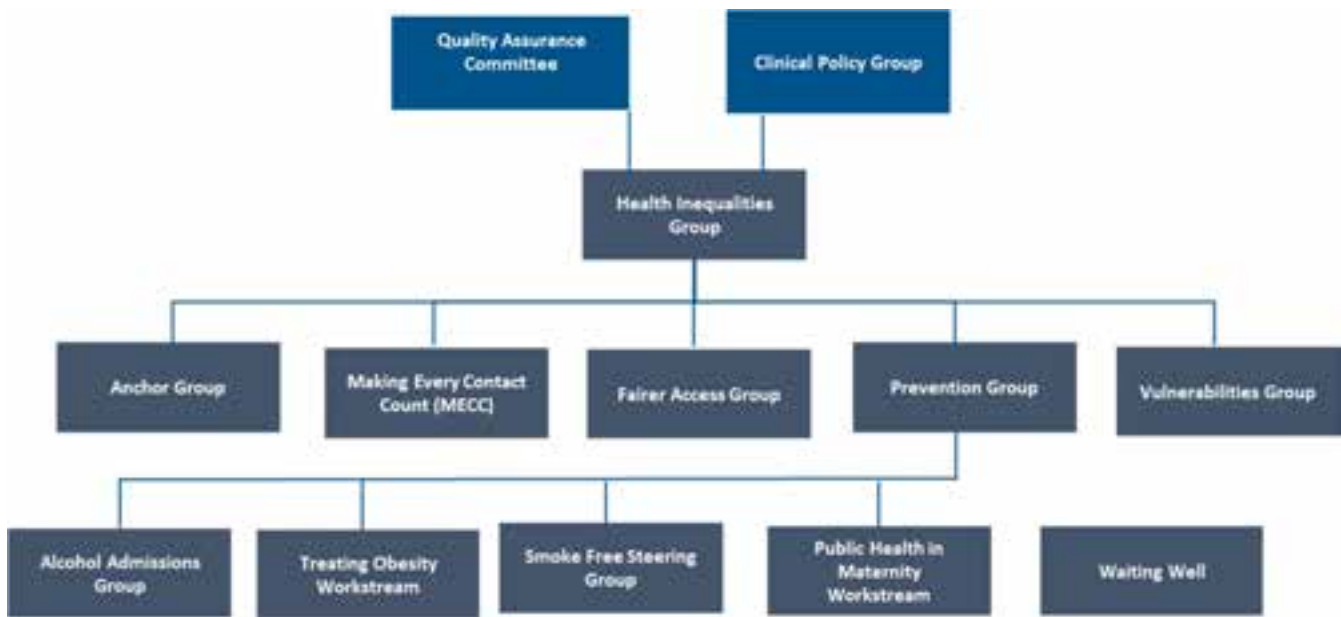 Quality Assurance
Committee
Clinical Policy Group
Health Inequalities
Group
Anchor Group
Making Every Contact
Count (MECC)
Fairer Access Group
Prevention Group
Vulnerabilities Group
Alcohol Admissions
Group
Treating Obesity
Workstream
Smoke Free Steering
Group
Public Health in
Maternity
Workstream
Waiting Well